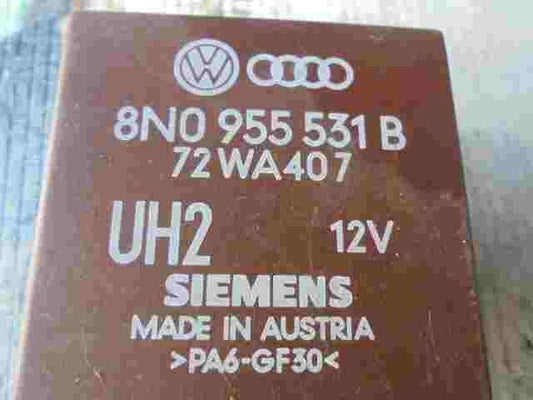 8N0 955 531 B
72WA407
UH2 12V
SIEMENS
MADE IN AUSTRIA
>PA6-GF30<